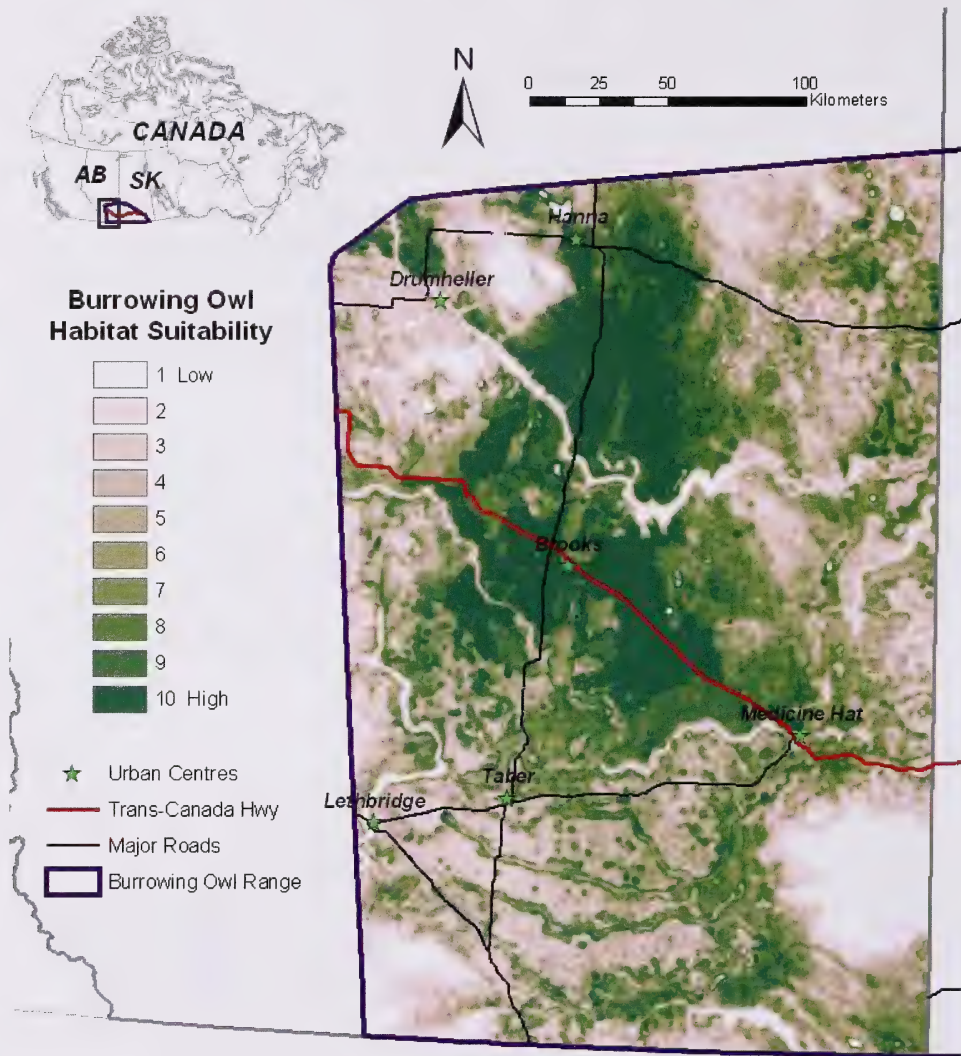 N
0 25 50 100
Kilometers
CANADA
AB SK
Hanna
Drumheller
Burrowing Owl
Habitat Suitability
1 Low
2
3
4
5
6
7
8
9
10 High
Brooks
Medicine Hat
Taber
Lethbridge
Urban Centres
Trans-Canada Hwy
Major Roads
Burrowing Owl Range